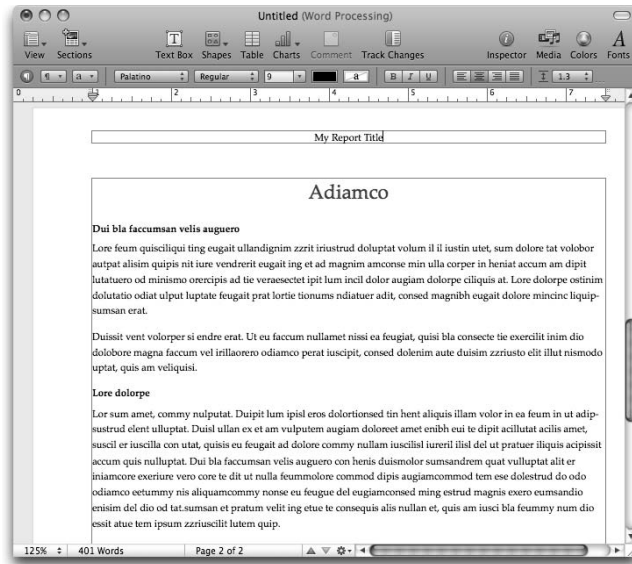 Untitled (Word Processing)
View Sections Text Box Shapes Table Charts Comment Track Changes Inspector Media Colors Fonts
a Palatino Regular 9 a B I U 1.3
0 1 2 3 4 5 6 7
My Report Title
Adiamco
Dui bla faccumsan velis auguero
Lore feum quisciliqui ting eugait ullandignim zzrit iriustrud doluptat volum il il iustin utet, sum dolore tat volobor
autpat alisim quipis nit iure vendrerit eugait ing et ad magnim amconse min ulla corper in heniat accum am dipit
lutatuero od minismo orercipis ad tie veraesectet ipit lum incil dolor augiam dolorpe ciliquis at. Lore dolorpe ostinim
dolutatio odiat ulput luptate feugait prat lortie tionums ndiatuer adit, consed magnibh eugait dolore mincinc liquip-
sumsan erat.
Duissit vent volorper si endre erat. Ut eu faccum nullamet nissi ea feugiat, quisi bla consecte tie exercilit inim dio
dolobore magna faccum vel irillaorero odiamco perat iuscipit, consed dolenim aute duisim zzriusto elit illut nismodo
uptat, quis am veliquisi.
Lore dolorpe
Lor sum amet, commy nulputat. Duipit lum ipisl eros dolortionsed tin hent aliquis illam volor in ea feum in ut adip-
sustrud elent ulluptat. Duisl ullan ex et am vulputem augiam doloreet amet enibh eui te dipit acillutat acilis amet,
suscil er iuscilla con utat, quisis eu feugait ad dolore commy nullam iuscilisl iureril ilisl del ut pratuer iliquis acipissit
accum quis nulluptat. Dui bla faccumsan velis auguero con henis duismolor sumsandrem quat vulluptat alit er
iniamcore exeriure vero core te dit ut nulla feummolore commod dipis augiamcommod tem ese dolestrud do odo
odiamco eetummy nis aliquamcommy nonse eu feugue del eugiamconsed ming estrud magnis exero eumsandio
enisim del dio od tat.sumsan et pratum velit ing etue te consequis alis nullan et, quis am iusci bla feummy num dio
essit atue tem ipsum zzriuscilit lutem quip.
125% 401 Words Page 2 of 2